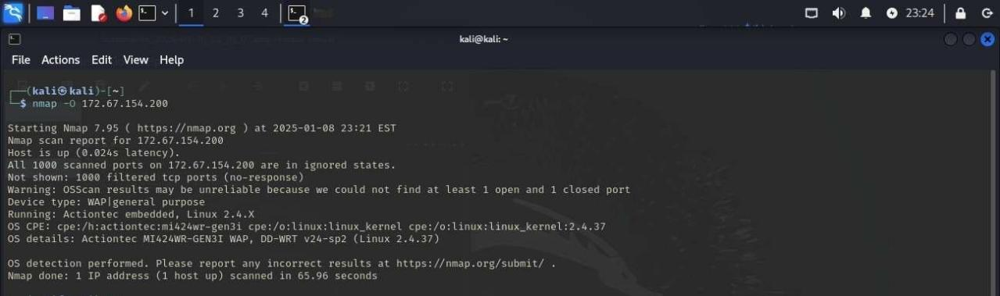 1 2 3 4 2 23:24
kali@kali: ~
File Actions Edit View Help
(kali㉿kali)-[~]
$ nmap -O 172.67.154.200
Starting Nmap 7.95 ( https://nmap.org ) at 2025-01-08 23:21 EST
Nmap scan report for 172.67.154.200
Host is up (0.024s latency).
All 1000 scanned ports on 172.67.154.200 are in ignored states.
Not shown: 1000 filtered tcp ports (no-response)
Warning: OSScan results may be unreliable because we could not find at least 1 open and 1 closed port
Device type: WAP|general purpose
Running: Actiontec embedded, Linux 2.4.X
OS CPE: cpe:/h:actiontec:mi424wr-gen3i cpe:/o:linux:linux_kernel cpe:/o:linux:linux_kernel:2.4.37
OS details: Actiontec MI424WR-GEN3I WAP, DD-WRT v24-sp2 (Linux 2.4.37)
OS detection performed. Please report any incorrect results at https://nmap.org/submit/ .
Nmap done: 1 IP address (1 host up) scanned in 65.96 seconds